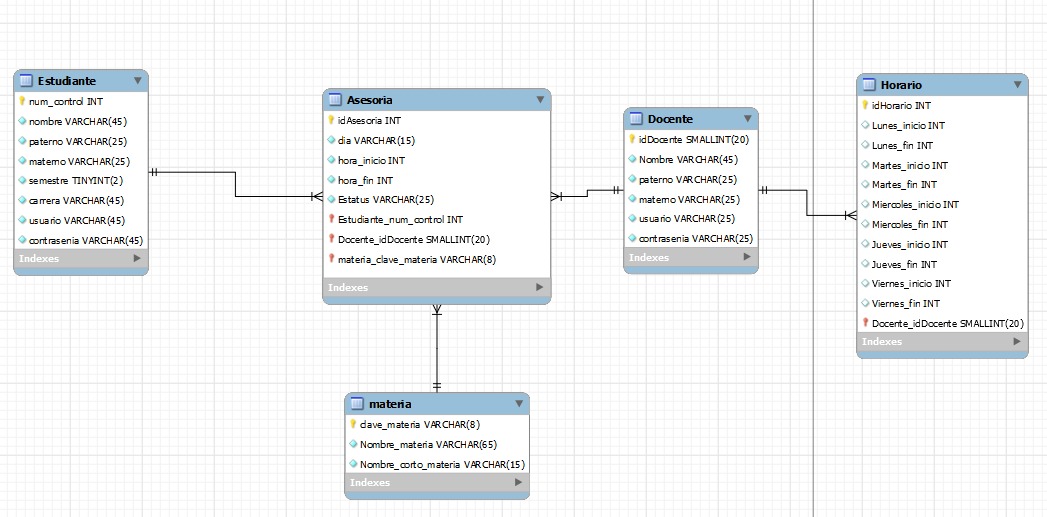 Estudiante
num_control INT
nombre VARCHAR(45)
paterno VARCHAR(25)
materno VARCHAR(25)
semestre TINYINT(2)
carrera VARCHAR(45)
usuario VARCHAR(45)
contrasenia VARCHAR(45)
Indexes
Asesoria
idAsesoria INT
dia VARCHAR(15)
hora_inicio INT
hora_fin INT
Estatus VARCHAR(25)
Estudiante_num_control INT
Docente_idDocente SMALLINT(20)
materia_clave_materia VARCHAR(8)
Indexes
Docente
idDocente SMALLINT(20)
Nombre VARCHAR(45)
paterno VARCHAR(25)
materno VARCHAR(25)
usuario VARCHAR(25)
contrasenia VARCHAR(25)
Indexes
Horario
idHorario INT
Lunes_inicio INT
Lunes_fin INT
Martes_inicio INT
Martes_fin INT
Miercoles_inicio INT
Miercoles_fin INT
Jueves_inicio INT
Jueves_fin INT
Viernes_inicio INT
Viernes_fin INT
Docente_idDocente SMALLINT(20)
Indexes
materia
clave_materia VARCHAR(8)
Nombre_materia VARCHAR(65)
Nombre_corto_materia VARCHAR(15)
Indexes